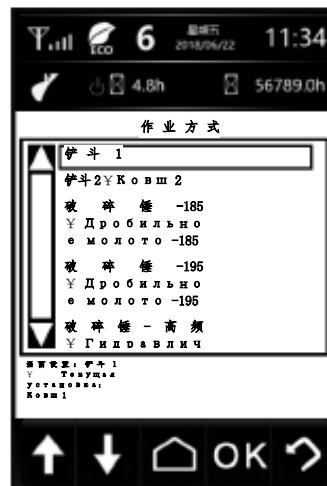 ECO 6 星期五 2018/06/22 11:34
4.8h 56789.0h
作 业 方 式
铲 斗 1
铲斗2¥Ковш 2
破 碎 锤 -185
¥ Дробильно
е молото -185
破 碎 锤 -195
¥ Дробильно
е молото -195
破 碎 锤 - 高 频
¥ Гидравлич
当前设置: 铲斗 1
¥ Текущая
установка:
Ковш1
OK